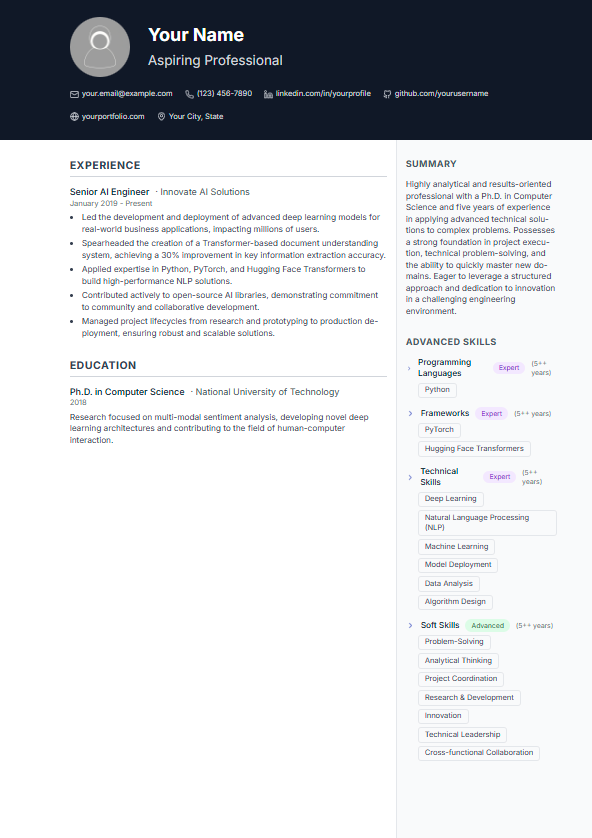 Your Name
Aspiring Professional
your.email@example.com (123) 456-7890 linkedin.com/in/yourprofile github.com/yourusername
yourportfolio.com Your City, State
EXPERIENCE
Senior AI Engineer · Innovate AI Solutions
January 2019 - Present
• Led the development and deployment of advanced deep learning models for
real-world business applications, impacting millions of users.
• Spearheaded the creation of a Transformer-based document understanding
system, achieving a 30% improvement in key information extraction accuracy.
• Applied expertise in Python, PyTorch, and Hugging Face Transformers to
build high-performance NLP solutions.
• Contributed actively to open-source AI libraries, demonstrating commitment
to community and collaborative development.
• Managed project lifecycles from research and prototyping to production de-
ployment, ensuring robust and scalable solutions.
EDUCATION
Ph.D. in Computer Science · National University of Technology
2018
Research focused on multi-modal sentiment analysis, developing novel deep
learning architectures and contributing to the field of human-computer
interaction.
SUMMARY
Highly analytical and results-oriented
professional with a Ph.D. in Computer
Science and five years of experience
in applying advanced technical solu-
tions to complex problems. Possesses
a strong foundation in project execu-
tion, technical problem-solving, and
the ability to quickly master new do-
mains. Eager to leverage a structured
approach and dedication to innovation
in a challenging engineering
environment.
ADVANCED SKILLS
Programming
Languages
Expert
(5++
years)
Python
Frameworks Expert (5++ years)
PyTorch
Hugging Face Transformers
Technical
Skills
Expert
(5++
years)
Deep Learning
Natural Language Processing
(NLP)
Machine Learning
Model Deployment
Data Analysis
Algorithm Design
Soft Skills Advanced (5++ years)
Problem-Solving
Analytical Thinking
Project Coordination
Research & Development
Innovation
Technical Leadership
Cross-functional Collaboration